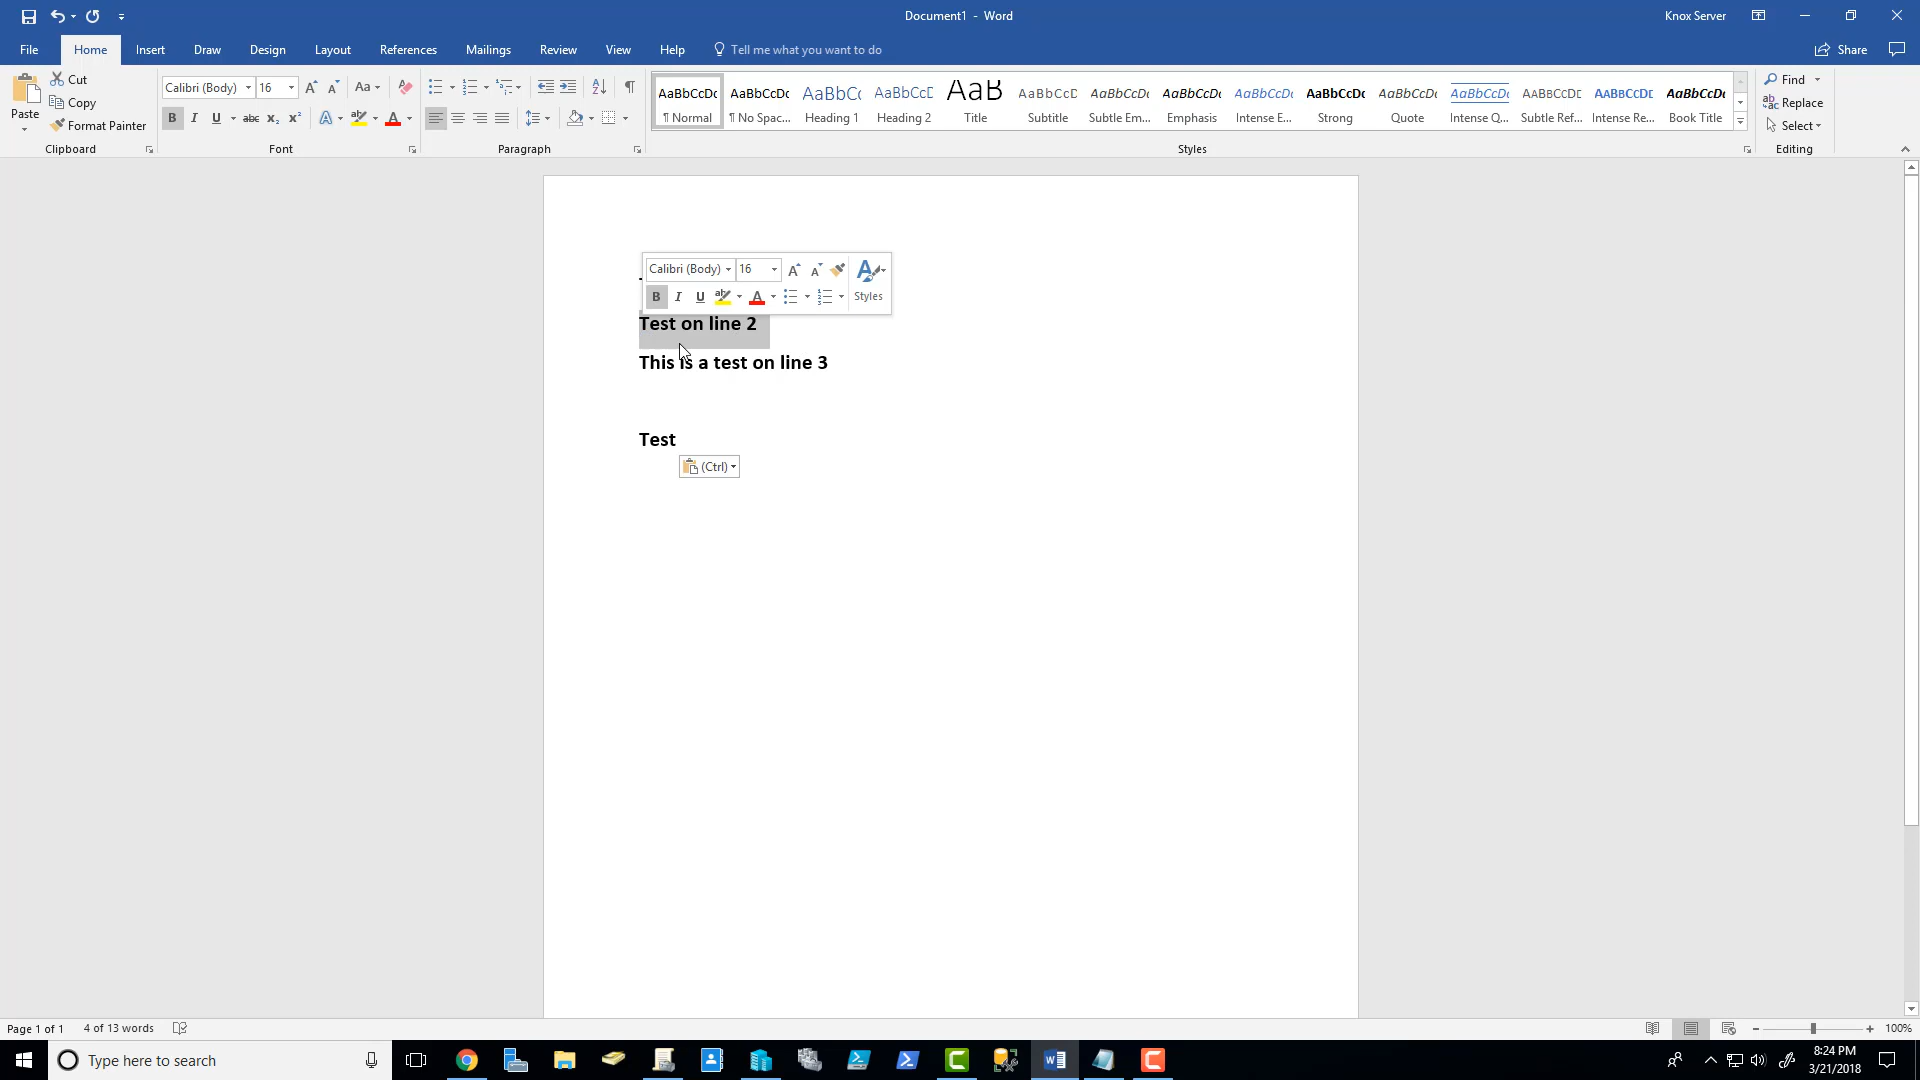 Document1 - Word
Knox Server
File Home Insert Draw Design Layout References Mailings Review View Help Tell me what you want to do Share
Paste
Cut
Copy
Format Painter
Clipboard
Calibri (Body) 16
Font
Paragraph
AaBbCcDc AaBbCcDc AaBbC( AaBbCcE AaB AaBbCcD AaBbCcDc AaBbCcDc AaBbCcDc AaBbCcDc AaBbCcDc AaBbCcDc AABBCCDE AABBCCDE AaBbCcDc
¶ Normal ¶ No Spac... Heading 1 Heading 2 Title Subtitle Subtle Em... Emphasis Intense E... Strong Quote Intense Q... Subtle Ref... Intense Re... Book Title
Styles
Find
Replace
Select
Editing
Calibri (Body) 16
B I U
Styles
Test on line 2
This is a test on line 3
Test
(Ctrl)
Page 1 of 1 4 of 13 words
100%
Type here to search
8:24 PM
3/21/2018